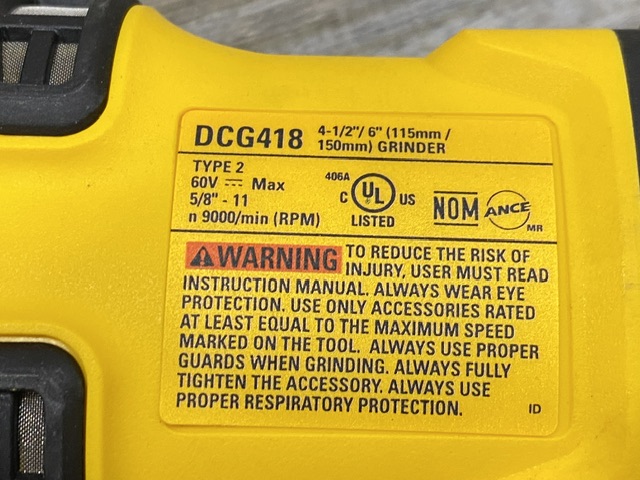 DCG418 4-1/2"/ 6" (115mm /
150mm) GRINDER
TYPE 2
60V ⎓ Max
5/8" - 11
n 9000/min (RPM)
406A
C UL US
LISTED
NOM ANCE
MR
WARNING TO REDUCE THE RISK OF
INJURY, USER MUST READ
INSTRUCTION MANUAL. ALWAYS WEAR EYE
PROTECTION. USE ONLY ACCESSORIES RATED
AT LEAST EQUAL TO THE MAXIMUM SPEED
MARKED ON THE TOOL. ALWAYS USE PROPER
GUARDS WHEN GRINDING. ALWAYS FULLY
TIGHTEN THE ACCESSORY. ALWAYS USE
PROPER RESPIRATORY PROTECTION.
ID